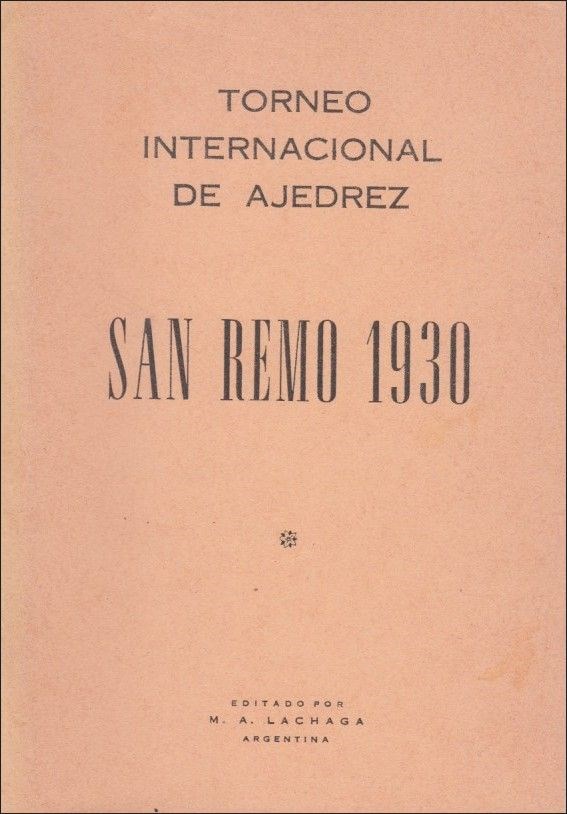 TORNEO
INTERNACIONAL
DE AJEDREZ
SAN REMO 1930
EDITADO POR
M. A. LACHAGA
ARGENTINA